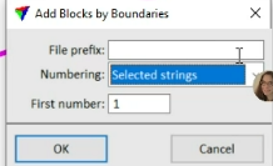 Add Blocks by Boundaries
File prefix:
Numbering: Selected strings
First number: 1
OK Cancel